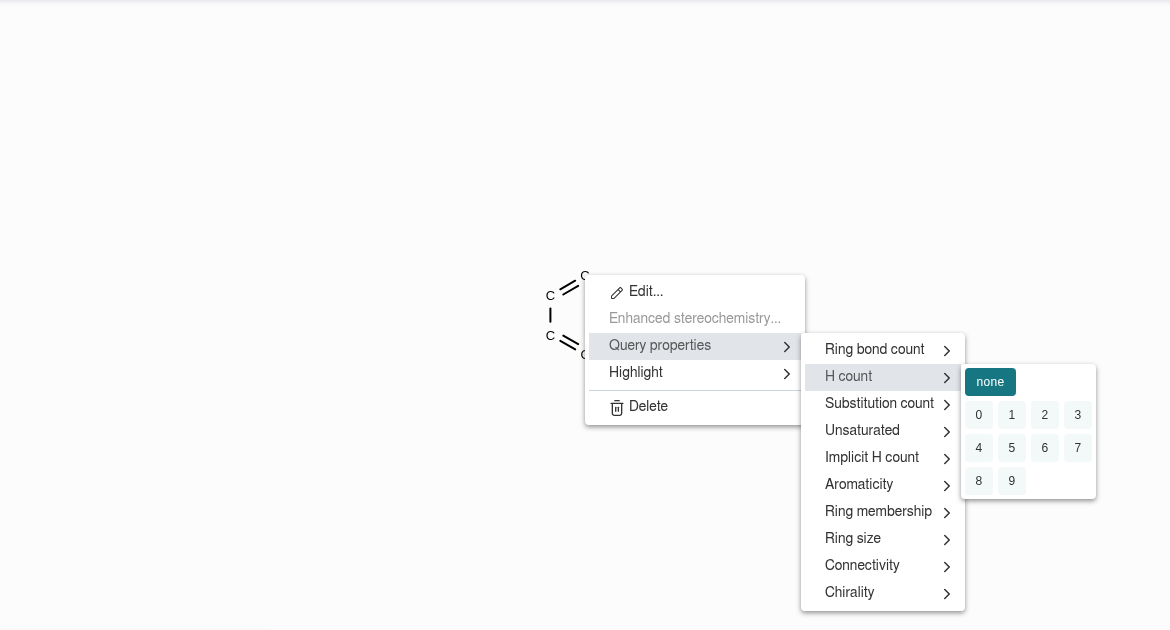 C
C
C
C
Edit...
Enhanced stereochemistry...
Query properties
Highlight
Delete
Ring bond count
H count
Substitution count
Unsaturated
Implicit H count
Aromaticity
Ring membership
Ring size
Connectivity
Chirality
none
0 1 2 3
4 5 6 7
8 9